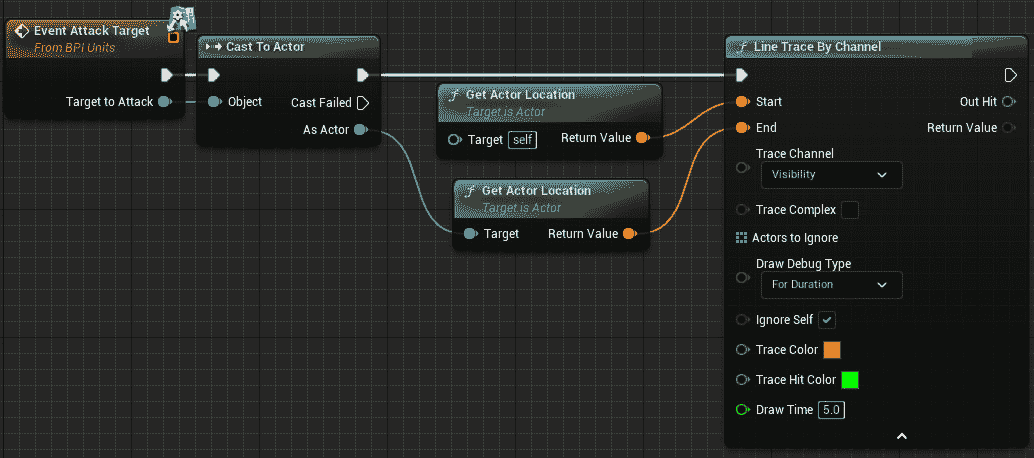 Event Attack Target
From BPI Units
Target to Attack
Cast To Actor
Object
Cast Failed
As Actor
f Get Actor Location
Target is Actor
Target self Return Value
f Get Actor Location
Target is Actor
Target Return Value
f Line Trace By Channel
Start Out Hit
End Return Value
Trace Channel
Visibility
Trace Complex
Actors to Ignore
Draw Debug Type
For Duration
Ignore Self
Trace Color
Trace Hit Color
Draw Time 5.0